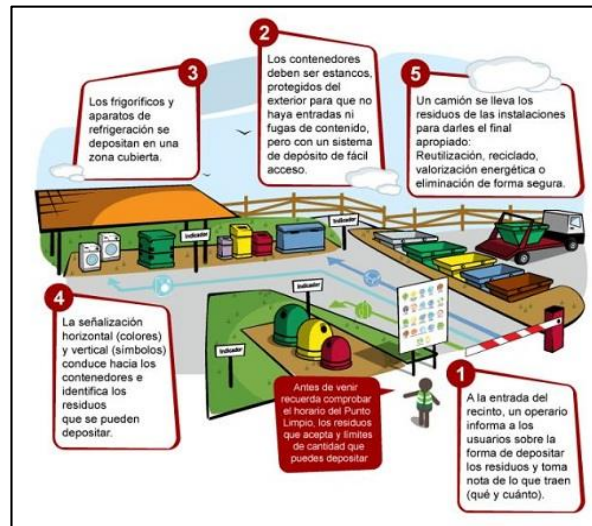 1
A la entrada del
recinto, un operario
informa a los
usuarios sobre la
forma de depositar
los residuos y toma
nota de lo que traen
(qué y cuánto).
2
Los contenedores
deben ser estancos,
protegidos del
exterior para que no
haya entradas ni
fugas de contenido,
pero con un sistema
de depósito de fácil
acceso.
3
Los frigoríficos y
aparatos de
refrigeración se
depositan en una
zona cubierta.
4
La señalización
horizontal (colores)
y vertical (símbolos)
conduce hacia los
contenedores e
identifica los
residuos
que se pueden
depositar.
5
Un camión se lleva los
residuos de las instalaciones
para darles el final
apropiado:
Reutilización, reciclado,
valorización energética o
eliminación de forma segura.
Indicador
Indicador
Indicador
Indicador
Antes de venir
recuerda comprobar
el horario del Punto
Limpio, los residuos
que acepta y límites
de cantidad que
puedes depositar